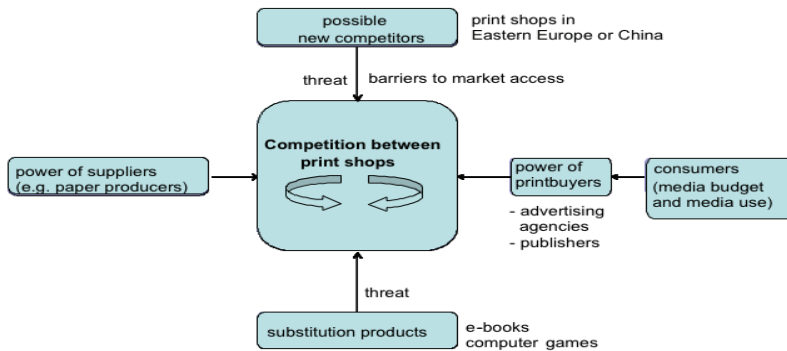 possible
new competitors
print shops in
Eastern Europe or China
threat
barriers to market access
Competition between
print shops
power of suppliers
(e.g. paper producers)
power of
printbuyers
consumers
(media budget
and media use)
- advertising
agencies
- publishers
threat
substitution products
e-books
computer games